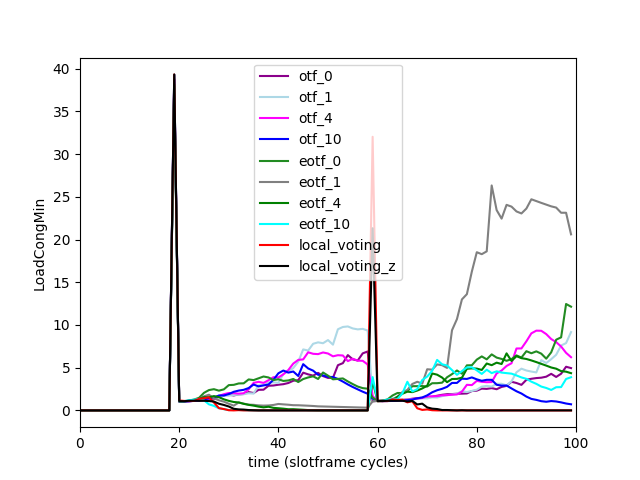 40
35
30
25
20
15
10
5
0
LoadCongMin
otf_0
otf_1
otf_4
otf_10
eotf_0
eotf_1
eotf_4
eotf_10
local_voting
local_voting_z
0 20 40 60 80 100
time (slotframe cycles)